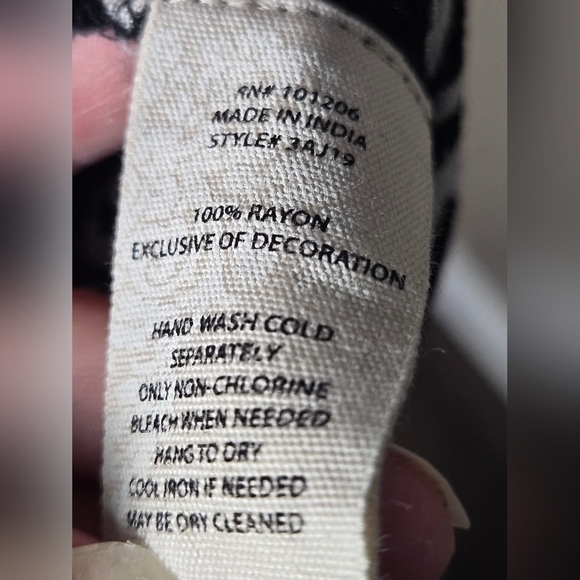 RN# 101206
MADE IN INDIA
STYLE# 3AJ19
100% RAYON
EXCLUSIVE OF DECORATION
HAND WASH COLD
SEPARATELY
ONLY NON-CHLORINE
BLEACH WHEN NEEDED
HANG TO DRY
COOL IRON IF NEEDED
MAY BE DRY CLEANED